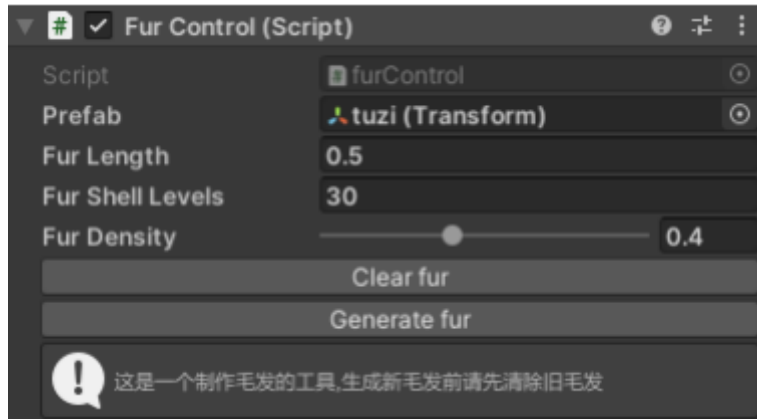 Fur Control (Script)
Script furControl
Prefab tuzi (Transform)
Fur Length 0.5
Fur Shell Levels 30
Fur Density 0.4
Clear fur
Generate fur
这是一个制作毛发的工具,生成新毛发前请先清除旧毛发